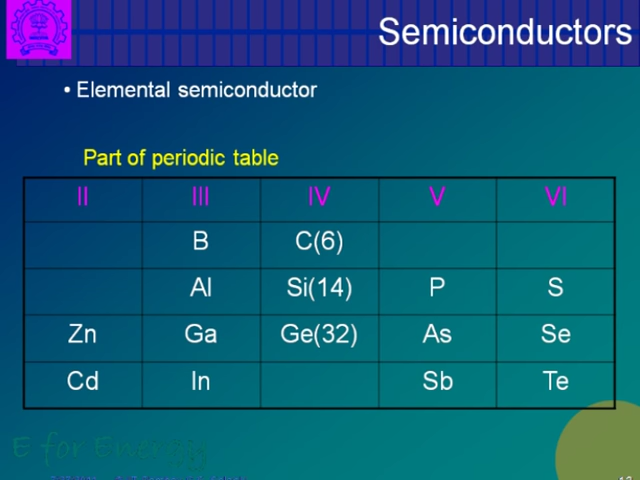 Semiconductors
• Elemental semiconductor
Part of periodic table
II III IV V VI
B C(6)
Al Si(14) P S
Zn Ga Ge(32) As Se
Cd In Sb Te
E for Energy